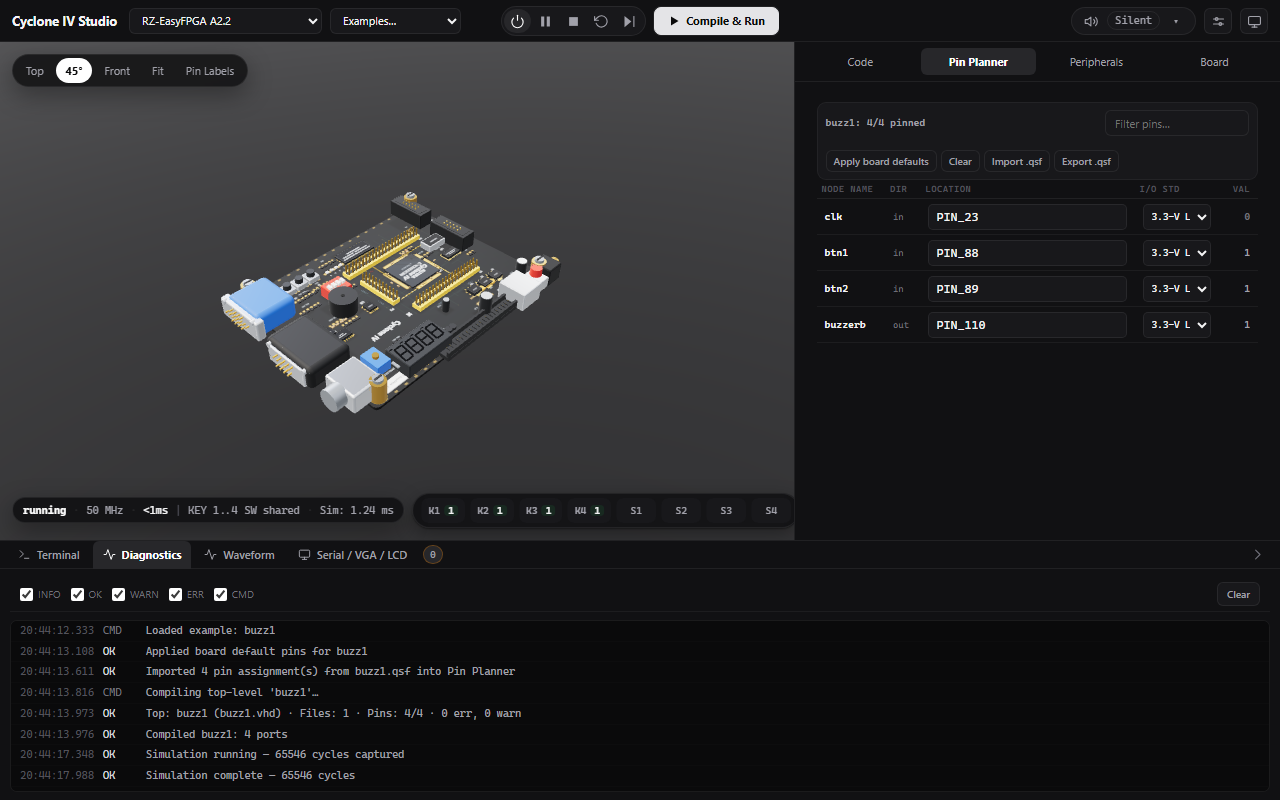 Cyclone IV Studio
RZ-EasyFPGA A2.2
Examples...
Compile & Run
Silent
Top 45° Front Fit Pin Labels
Code Pin Planner Peripherals Board
buzz1: 4/4 pinned
Filter pins...
Apply board defaults Clear Import .qsf Export .qsf
NODE NAME DIR LOCATION I/O STD VAL
clk in PIN_23 3.3-V L 0
btn1 in PIN_88 3.3-V L 1
btn2 in PIN_89 3.3-V L 1
buzzerb out PIN_110 3.3-V L 1
Cyclone IV
running · 50 MHz · <1ms | KEY 1..4 SW shared · Sim: 1.24 ms
K1 1 K2 1 K3 1 K4 1 S1 S2 S3 S4
Terminal Diagnostics Waveform Serial / VGA / LCD 0
INFO OK WARN ERR CMD
Clear
20:44:12.333 CMD Loaded example: buzz1
20:44:13.108 OK Applied board default pins for buzz1
20:44:13.611 OK Imported 4 pin assignment(s) from buzz1.qsf into Pin Planner
20:44:13.816 CMD Compiling top-level 'buzz1'…
20:44:13.973 OK Top: buzz1 (buzz1.vhd) · Files: 1 · Pins: 4/4 · 0 err, 0 warn
20:44:13.976 OK Compiled buzz1: 4 ports
20:44:17.348 OK Simulation running — 65546 cycles captured
20:44:17.988 OK Simulation complete — 65546 cycles